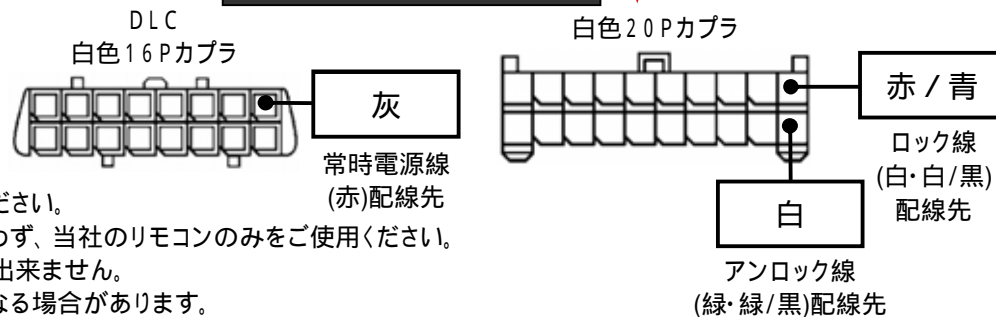 DLC
白色16Pカプラ
灰
常時電源線
(赤)配線先
白色20Pカプラ
赤/青
ロック線
(白・白/黒)
配線先
白
アンロック線
(緑・緑/黒)配線先
ださい。
わず、当社のリモコンのみをご使用ください。
出来ません。
なる場合があります。